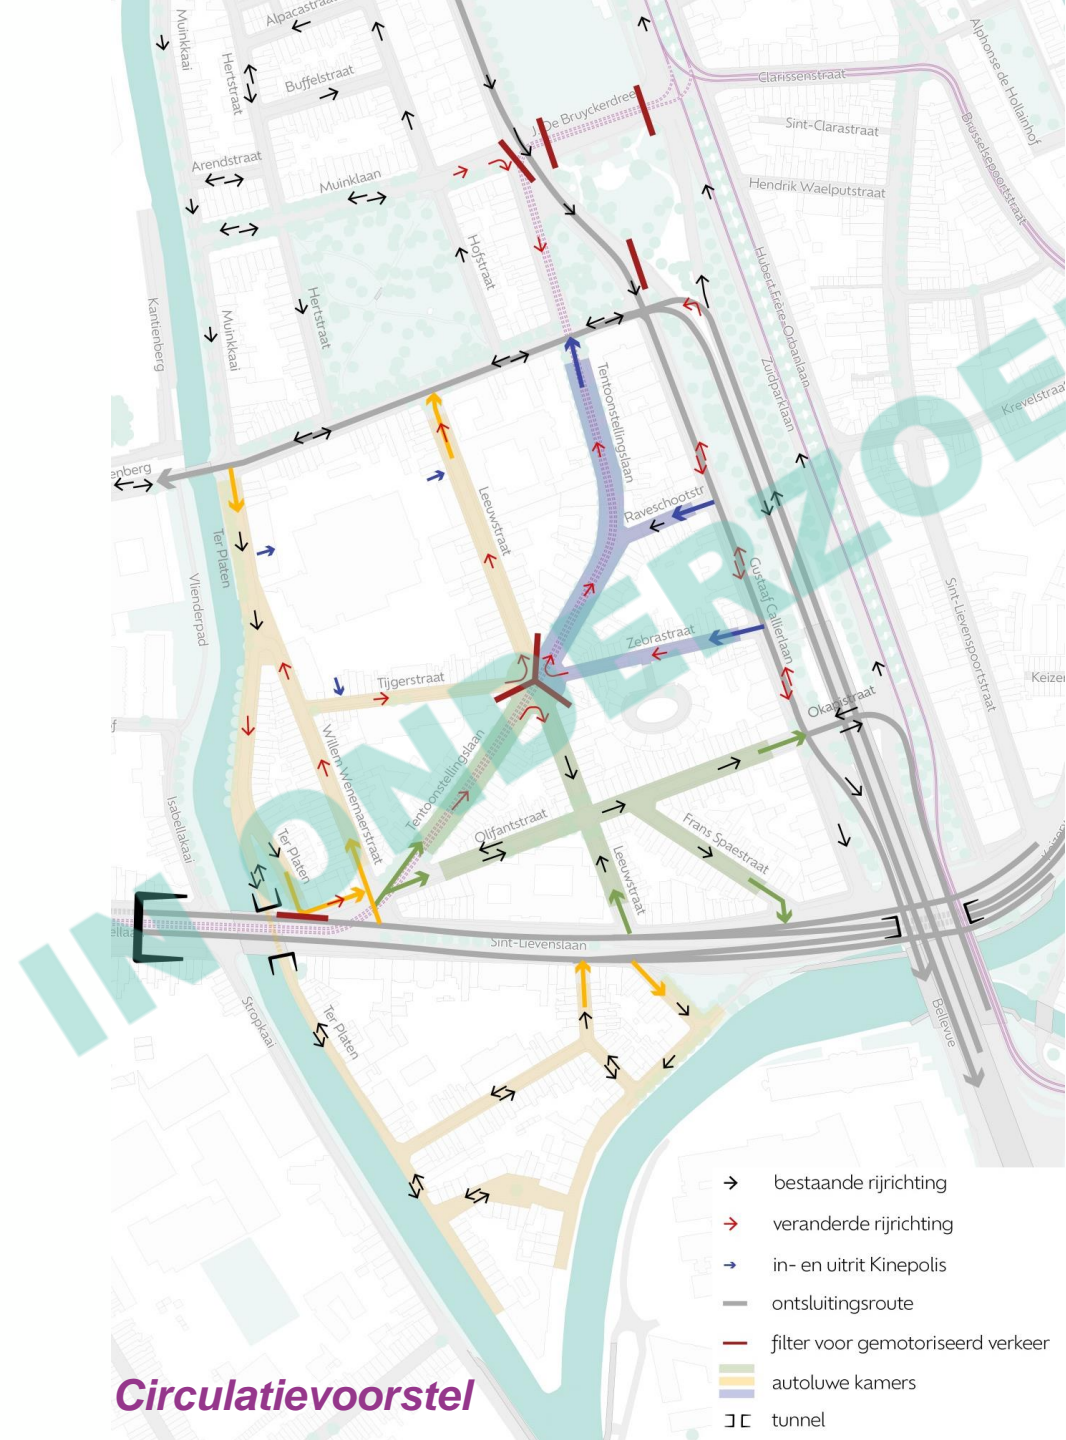 Alpacastraat
Muinkkaai
Hertstraat
Buffelstraat
Alphonse de Hollainhof
Clarissenstraat
J. De Bruyckerdreef
Sint-Clarastraat
Brusselsepoortstraat
Arendstraat
Muinklaan
Hendrik Waelputstraat
Hofstraat
Hubert Frère-Orbanlaan
Kantienberg
Muinkkaai
Hertstraat
Zuidparklaan
Tentoonstellingslaan
Krevelstraat
enberg
Leeuwstraat
Raveschootstr
Ter Platen
Vlienderpad
Gustaaf Callierlaan
Sint-Lievenspoortstraat
Zebrastraat
Tijgerstraat
Keizer
Okapistraat
Willem Wenemaerstraat
Tentoonstellingslaan
Isabellakaai
Olifantstraat
Frans Spaestraat
Ter Platen
Leeuwstraat
Sint-Lievenslaan
Stropkaai
Ter Platen
Bellevue
IN ONDERZOE
bestaande rijrichting
veranderde rijrichting
in- en uitrit Kinepolis
ontsluitingsroute
filter voor gemotoriseerd verkeer
autoluwe kamers
tunnel
Circulatievoorstel